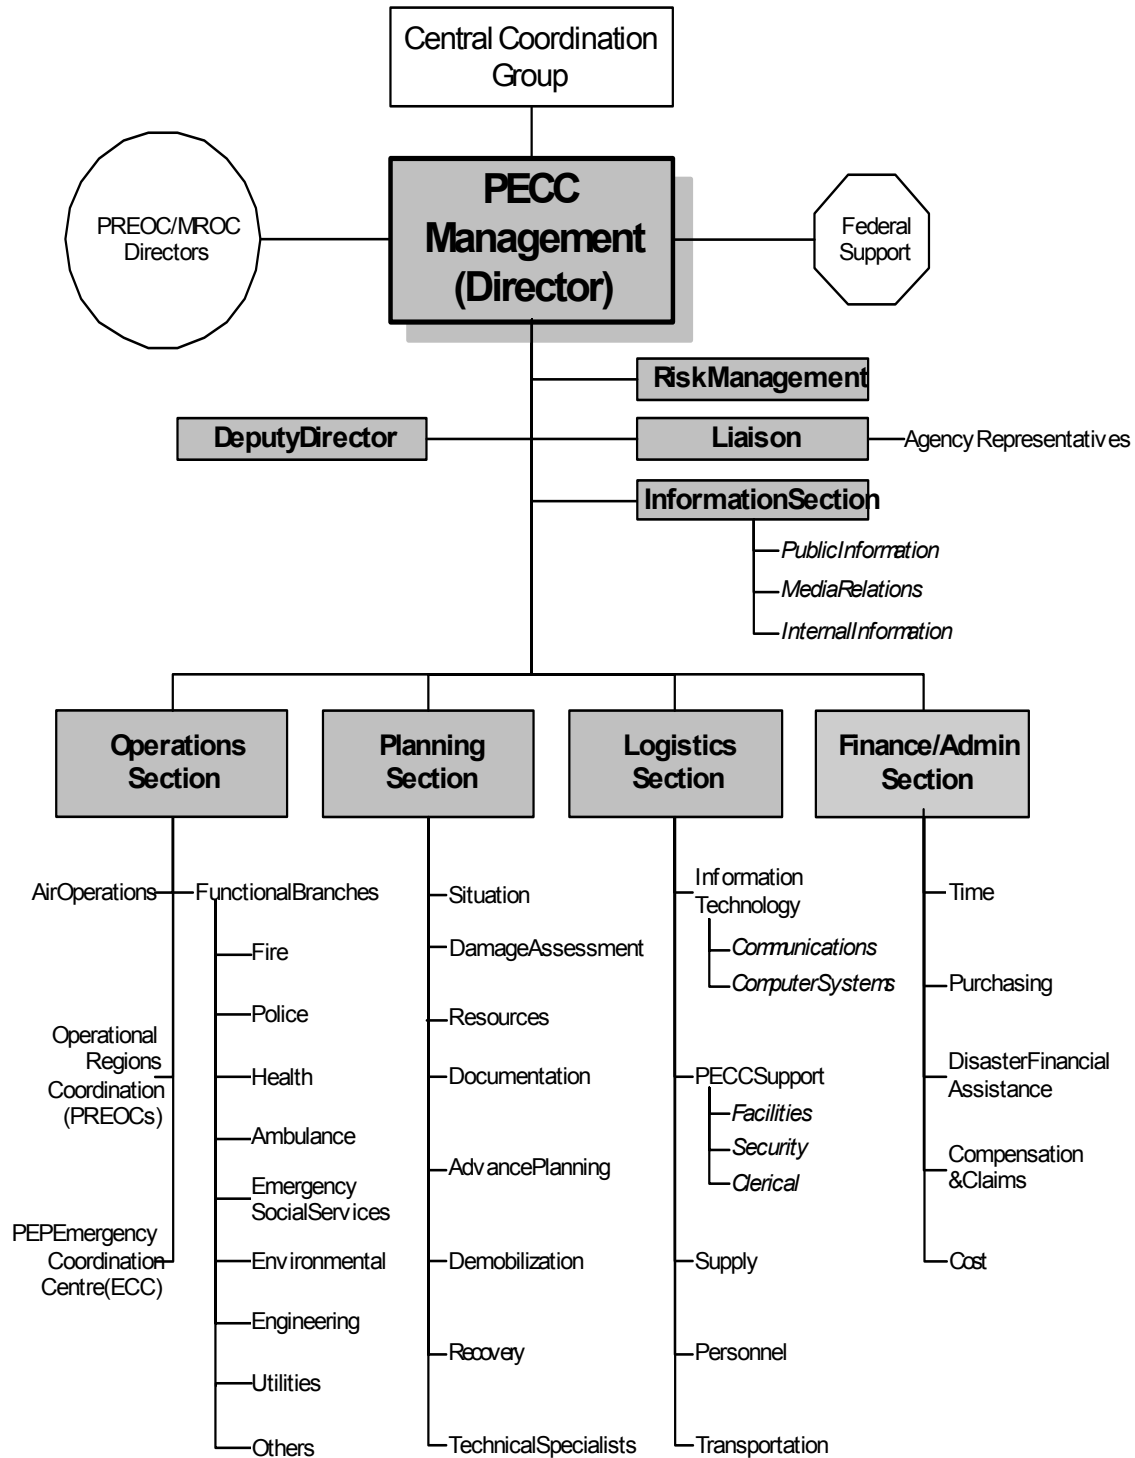 Central Coordination
Group
PECC
Management
(Director)
PREOC/MROC
Directors
Federal
Support
RiskManagement
DeputyDirector
Liaison
Agency Representatives
InformationSection
PublicInformation
MediaRelations
InternalInformation
Operations
Section
Planning
Section
Logistics
Section
Finance/Admin
Section
AirOperations
Operational
Regions
Coordination
(PREOCs)
PEPEmergency
Coordination
Centre(ECC)
FunctionalBranches
Fire
Police
Health
Ambulance
Emergency
SocialServices
Environmental
Engineering
Utilities
Others
Situation
DamageAssessment
Resources
Documentation
AdvancePlanning
Demobilization
Recovery
TechnicalSpecialists
Information
Technology
Communications
ComputerSystems
PECCSupport
Facilities
Security
Clerical
Supply
Personnel
Transportation
Time
Purchasing
DisasterFinancial
Assistance
Compensation
&Claims
Cost